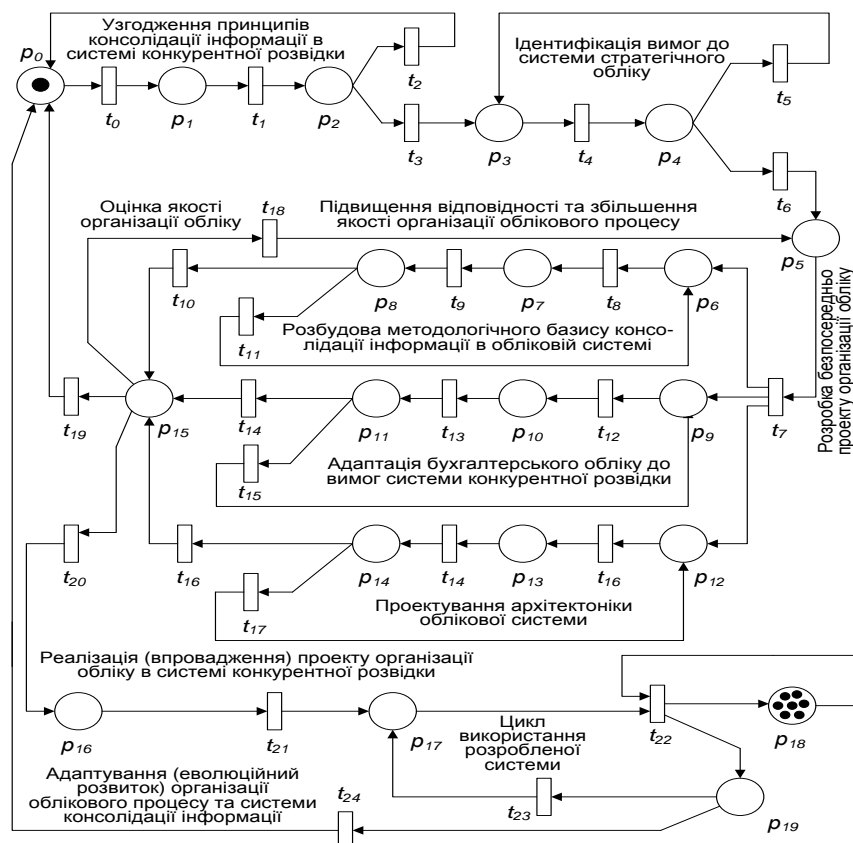 Узгодження принципів
консолідації інформації в
системі конкурентної розвідки
Ідентифікація вимог до
системи стратегічного
обліку
p0
t0
p1
t1
p2
t2
t3
p3
t4
p4
t5
t6
Оцінка якості
організації обліку
t18
Підвищення відповідності та збільшення
якості організації облікового процесу
p5
t10
p8
t9
p7
t8
p6
t11
Розбудова методологічного базису консо-
лідації інформації в обліковій системі
Розробка безпосередньо
проекту організації обліку
t19
p15
t14
p11
t13
p10
t12
p9
t7
t15
Адаптація бухгалтерського обліку до
вимог системи конкурентної розвідки
t20
t16
p14
t14
p13
t16
p12
t17
Проектування архітектоніки
облікової системи
Реалізація (впровадження) проекту організації
обліку в системі конкурентної розвідки
p16
t21
p17
Цикл
використання
розробленої
системи
t22
p18
Адаптування (еволюційний
розвиток) організації
облікового процесу та системи
консолідації інформації
t24
t23
p19